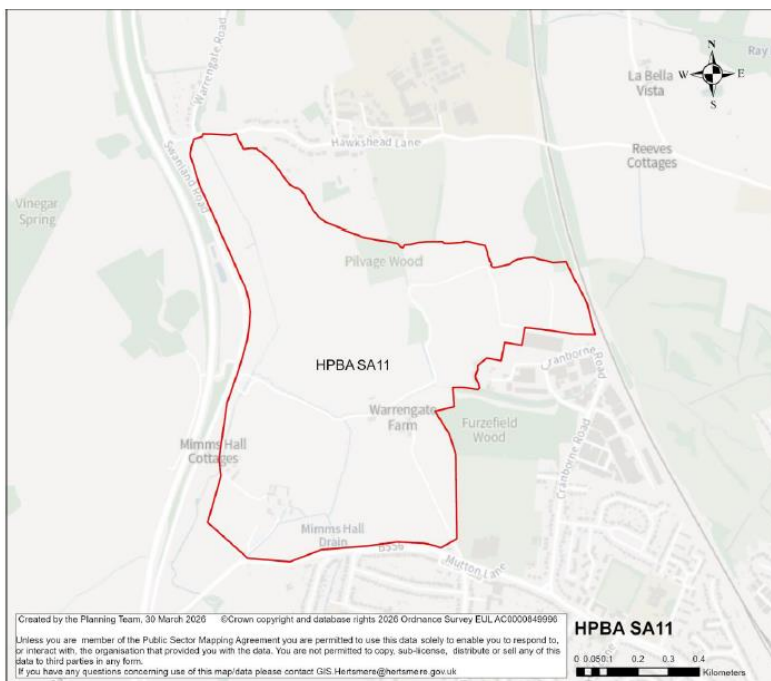 N
W E
S
Ray
La Bella
Vista
Warrengate Road
Hawkshead Lane
Reeves
Cottages
Swanland Road
Vinegar
Spring
Pilvage Wood
HPBA SA11
Cranborne
Road
Warrengate
Farm
Furzefield
Wood
Mimms Hall
Cottages
Cranborne Road
Mimms Hall
Drain
B556
Mutton Lane
Created by the Planning Team, 30 March 2026 ©Crown copyright and database rights 2026 Ordnance Survey EUL AC0000849996
Unless you are member of the Public Sector Mapping Agreement you are permitted to use this data solely to enable you to respond to,
or interact with, the organisation that provided you with the data. You are not permitted to copy, sub-license, distribute or sell any of this
data to third parties in any form.
If you have any questions concerning use of this map/data please contact GIS.Hertsmere@hertsmere.gov.uk
HPBA SA11
0 0.050.1 0.2 0.3 0.4
Kilometers